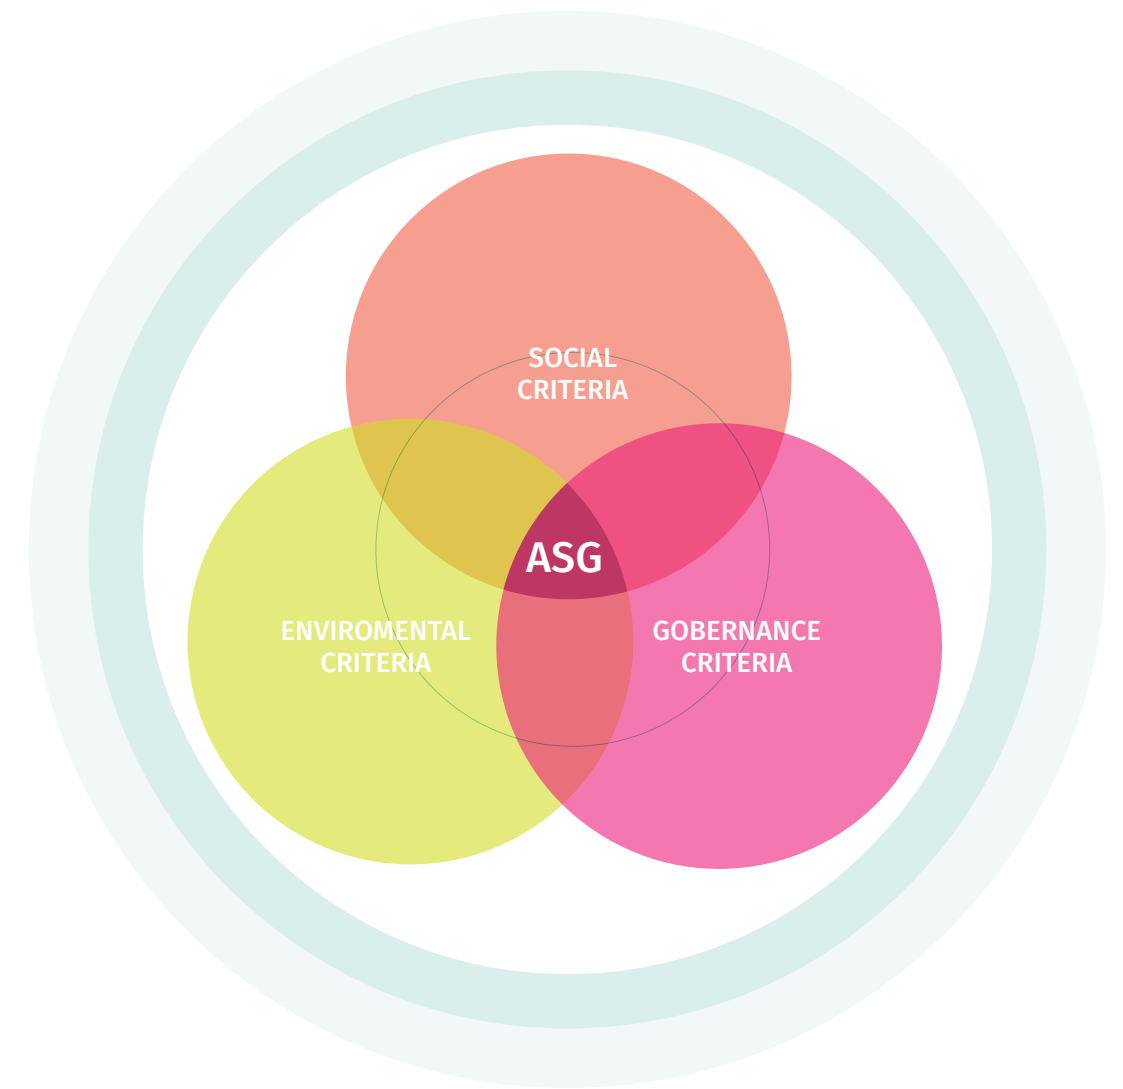 SOCIAL
CRITERIA
ASG
ENVIROMENTAL
CRITERIA
GOBERNANCE
CRITERIA